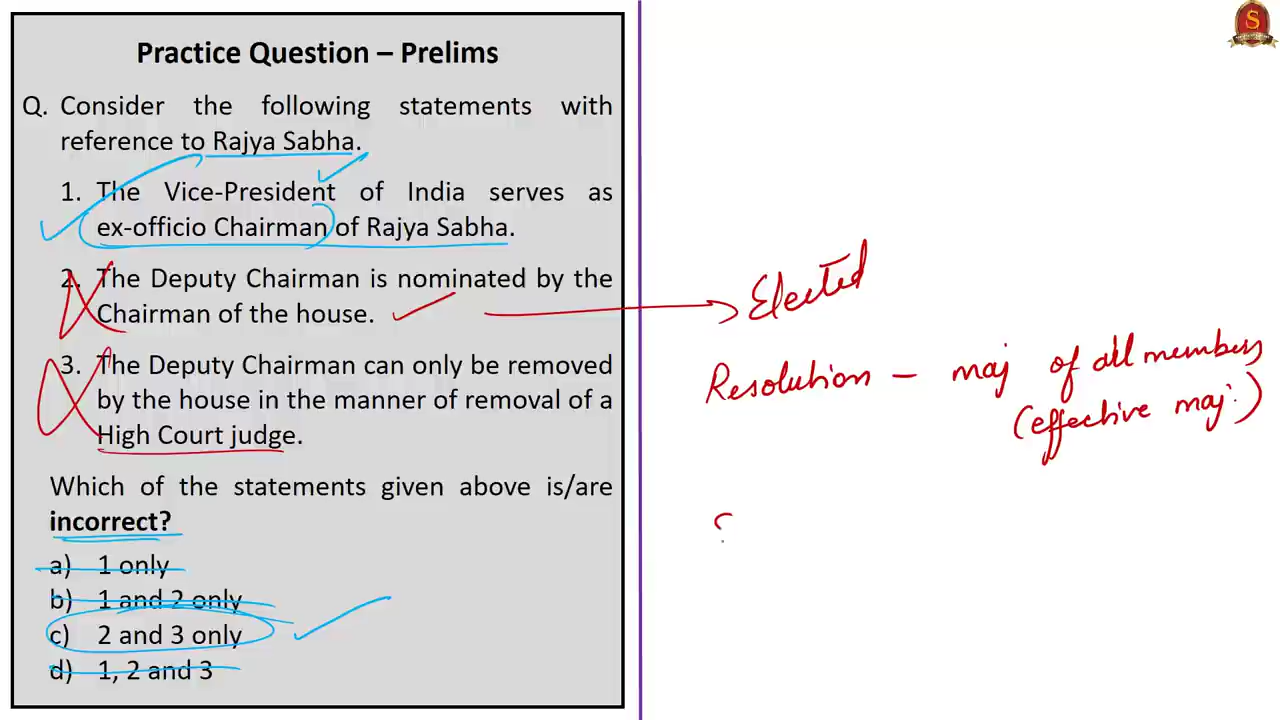 Practice Question – Prelims
Q. Consider the following statements with
reference to Rajya Sabha.
1. The Vice-President of India serves as
ex-officio Chairman of Rajya Sabha.
2. The Deputy Chairman is nominated by the
Chairman of the house.
3. The Deputy Chairman can only be removed
by the house in the manner of removal of a
High Court judge.
Which of the statements given above is/are
incorrect?
a) 1 only
b) 1 and 2 only
c) 2 and 3 only
d) 1, 2 and 3
S
Elected
Resolution – maj of all members
(effective maj.)